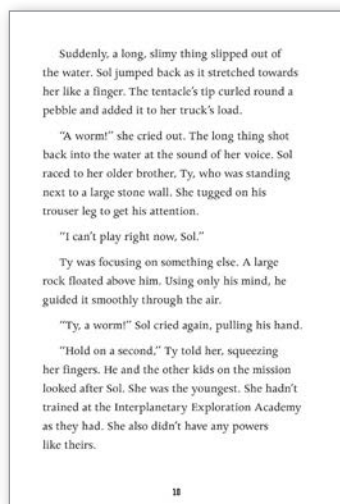 Suddenly, a long, slimy thing slipped out of
the water. Sol jumped back as it stretched towards
her like a finger. The tentacle's tip curled round a
pebble and added it to her truck's load.
"A worm!" she cried out. The long thing shot
back into the water at the sound of her voice. Sol
raced to her older brother, Ty, who was standing
next to a large stone wall. She tugged on his
trouser leg to get his attention.
"I can't play right now, Sol."
Ty was focusing on something else. A large
rock floated above him. Using only his mind, he
guided it smoothly through the air.
"Ty, a worm!" Sol cried again, pulling his hand.
"Hold on a second," Ty told her, squeezing
her fingers. He and the other kids on the mission
looked after Sol. She was the youngest. She hadn't
trained at the Interplanetary Exploration Academy
as they had. She also didn't have any powers
like theirs.
10